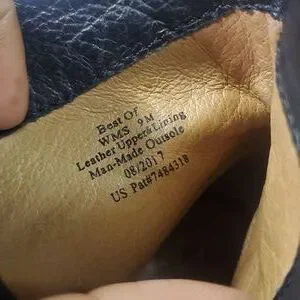 Best Of
WMS 9M
Leather Upper&Lining
Man-Made Outsole
08/2017
US Pat#7484318